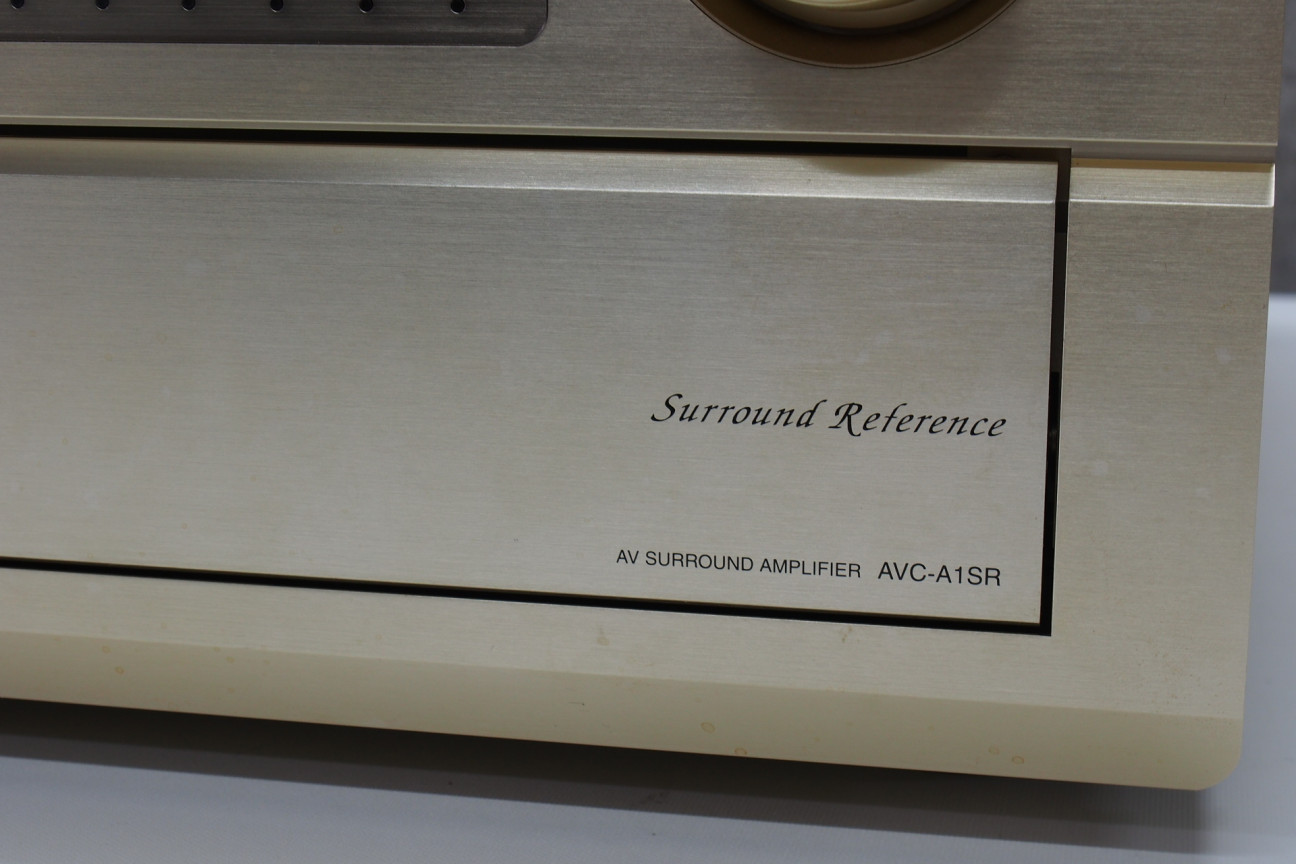 Surround Reference
AV SURROUND AMPLIFIER AVC-A1SR